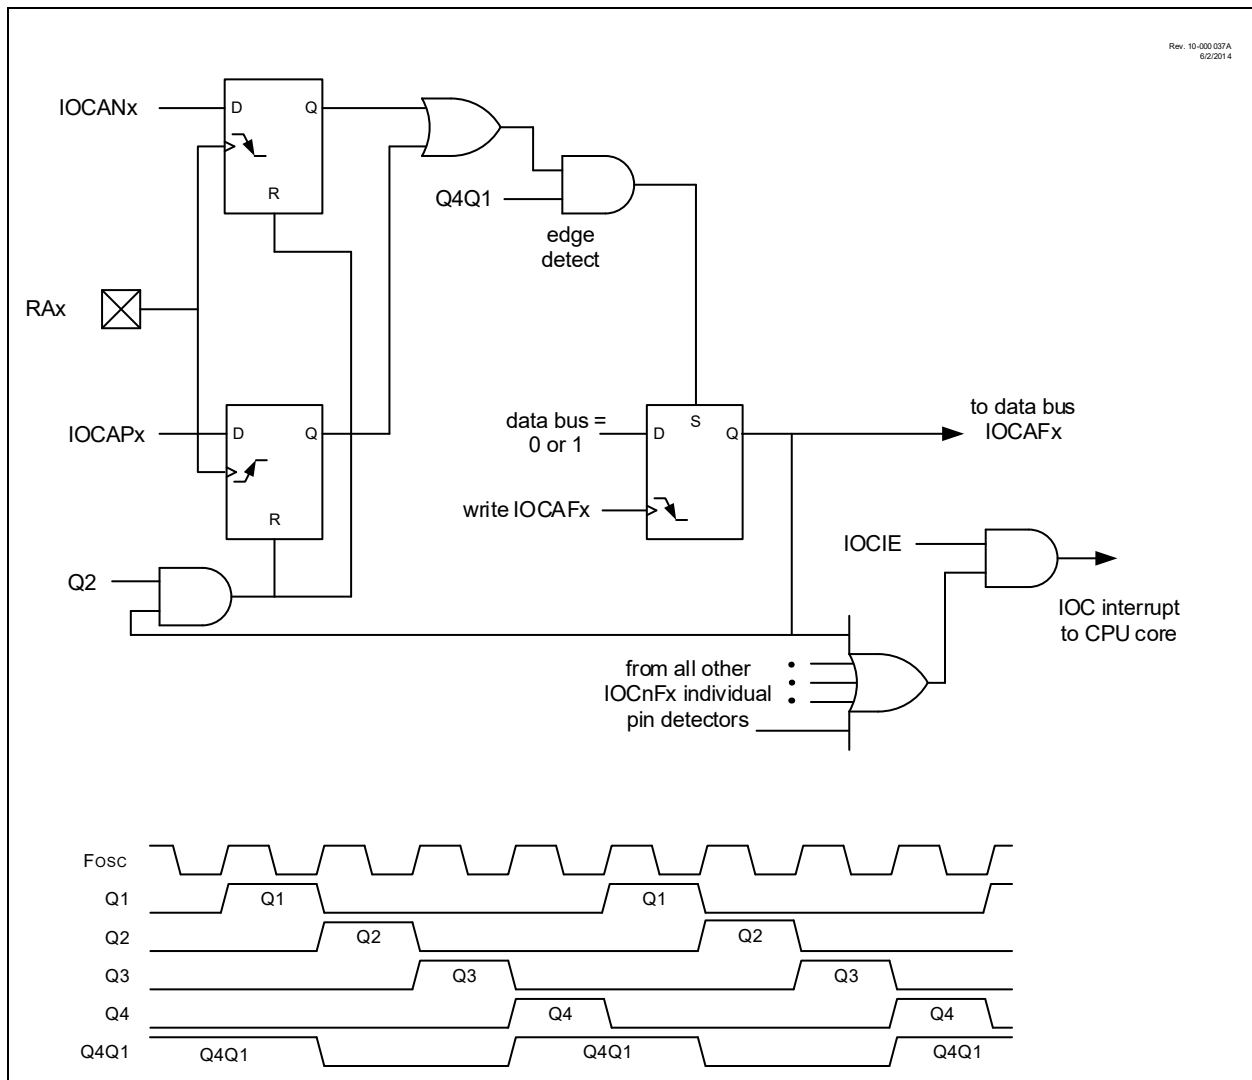 Rev. 10-000 037A
6/2/2014
IOCANx
D
Q
R
Q4Q1
edge
detect
RAx
IOCAPx
D
Q
R
data bus =
0 or 1
D
S
Q
to data bus
IOCAFx
write IOCAFx
IOCIE
Q2
IOC interrupt
to CPU core
from all other
IOCnFx individual
pin detectors
FOSC
Q1
Q1
Q1
Q2
Q2
Q2
Q3
Q3
Q3
Q4
Q4
Q4
Q4Q1
Q4Q1
Q4Q1
Q4Q1